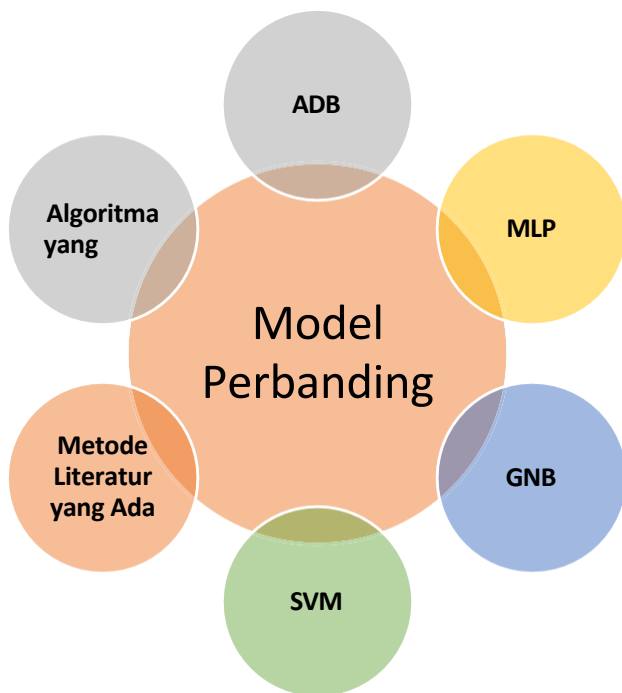 ADB
MLP
GNB
SVM
Metode
Literatur
yang Ada
Algoritma
yang
Model
Perbanding